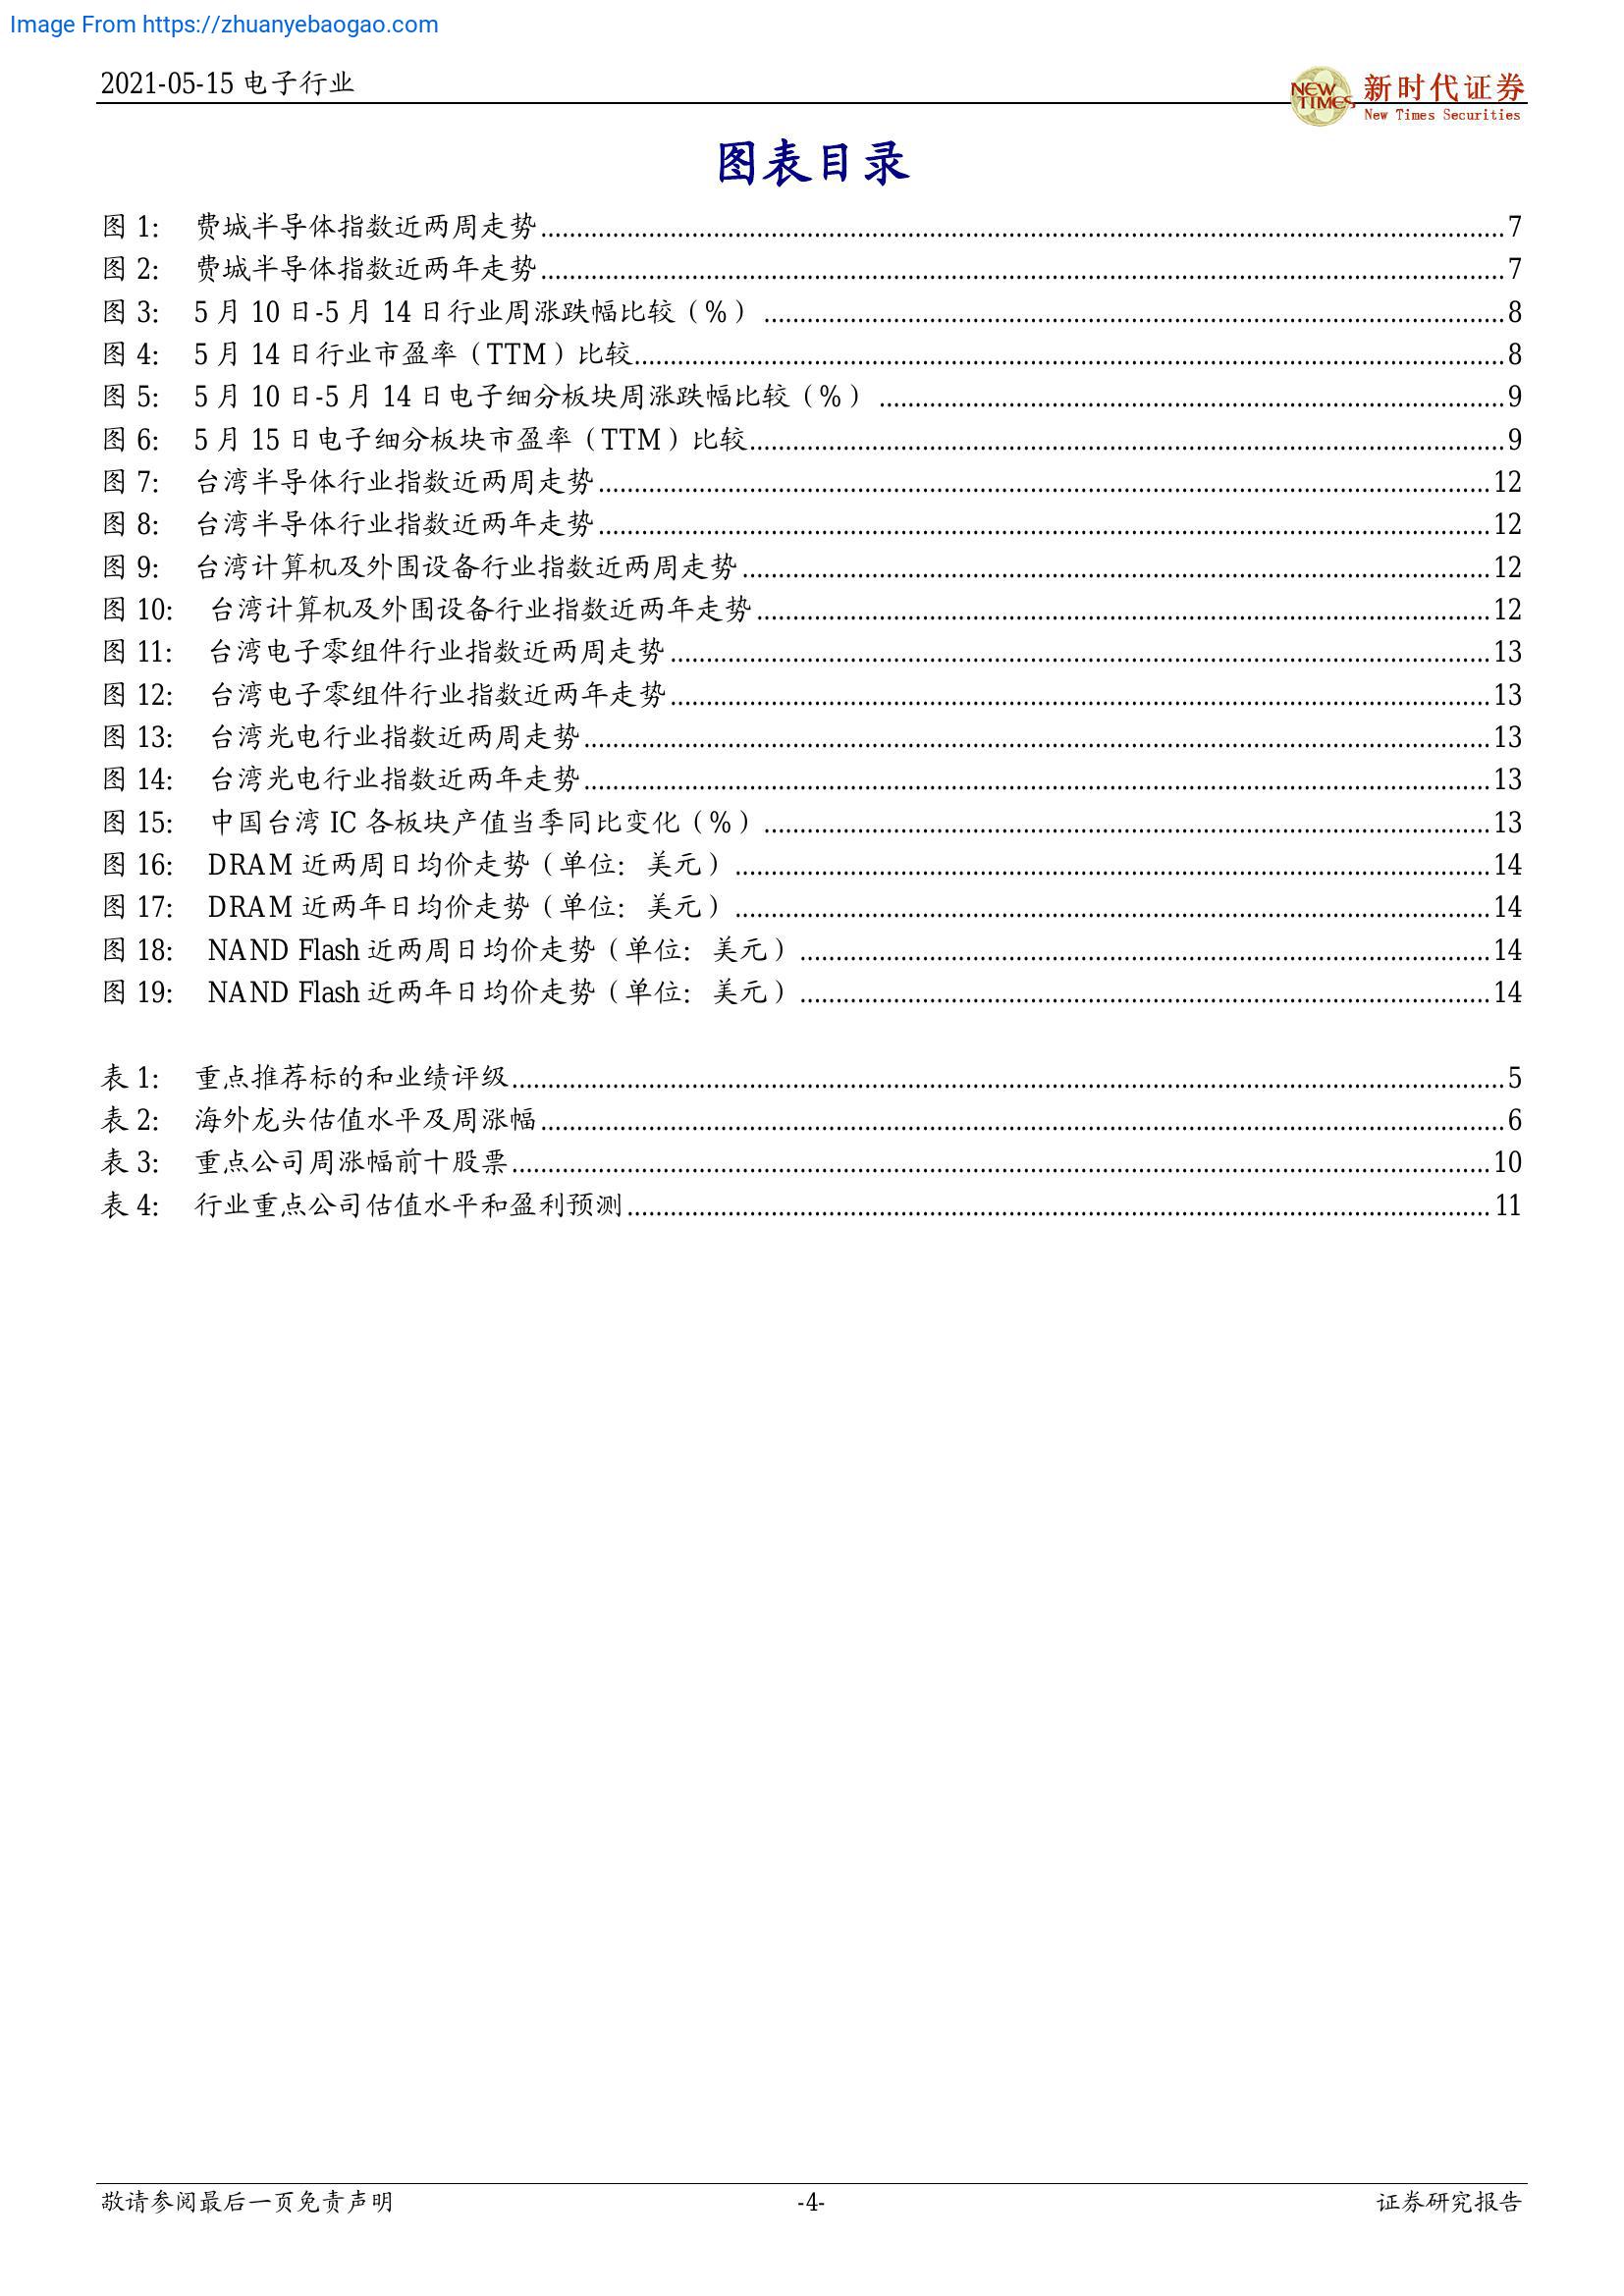 Image From https://zhuanyebaogao.com
2021-05-15 电子行业
NEW TIMES 新时代证券
New Times Securities
图表目录
图 1: 费城半导体指数近两周走势 7
图 2: 费城半导体指数近两年走势 7
图 3: 5 月 10 日-5 月 14 日行业周涨跌幅比较（%） 8
图 4: 5 月 14 日行业市盈率（TTM）比较 8
图 5: 5 月 10 日-5 月 14 日电子细分板块周涨跌幅比较（%） 9
图 6: 5 月 15 日电子细分板块市盈率（TTM）比较 9
图 7: 台湾半导体行业指数近两周走势 12
图 8: 台湾半导体行业指数近两年走势 12
图 9: 台湾计算机及外围设备行业指数近两周走势 12
图 10: 台湾计算机及外围设备行业指数近两年走势 12
图 11: 台湾电子零组件行业指数近两周走势 13
图 12: 台湾电子零组件行业指数近两年走势 13
图 13: 台湾光电行业指数近两周走势 13
图 14: 台湾光电行业指数近两年走势 13
图 15: 中国台湾 IC 各板块产值当季同比变化（%） 13
图 16: DRAM 近两周日均价走势（单位：美元） 14
图 17: DRAM 近两年日均价走势（单位：美元） 14
图 18: NAND Flash 近两周日均价走势（单位：美元） 14
图 19: NAND Flash 近两年日均价走势（单位：美元） 14
表 1: 重点推荐标的和业绩评级 5
表 2: 海外龙头估值水平及周涨幅 6
表 3: 重点公司周涨幅前十股票 10
表 4: 行业重点公司估值水平和盈利预测 11
敬请参阅最后一页免责声明 -4- 证券研究报告